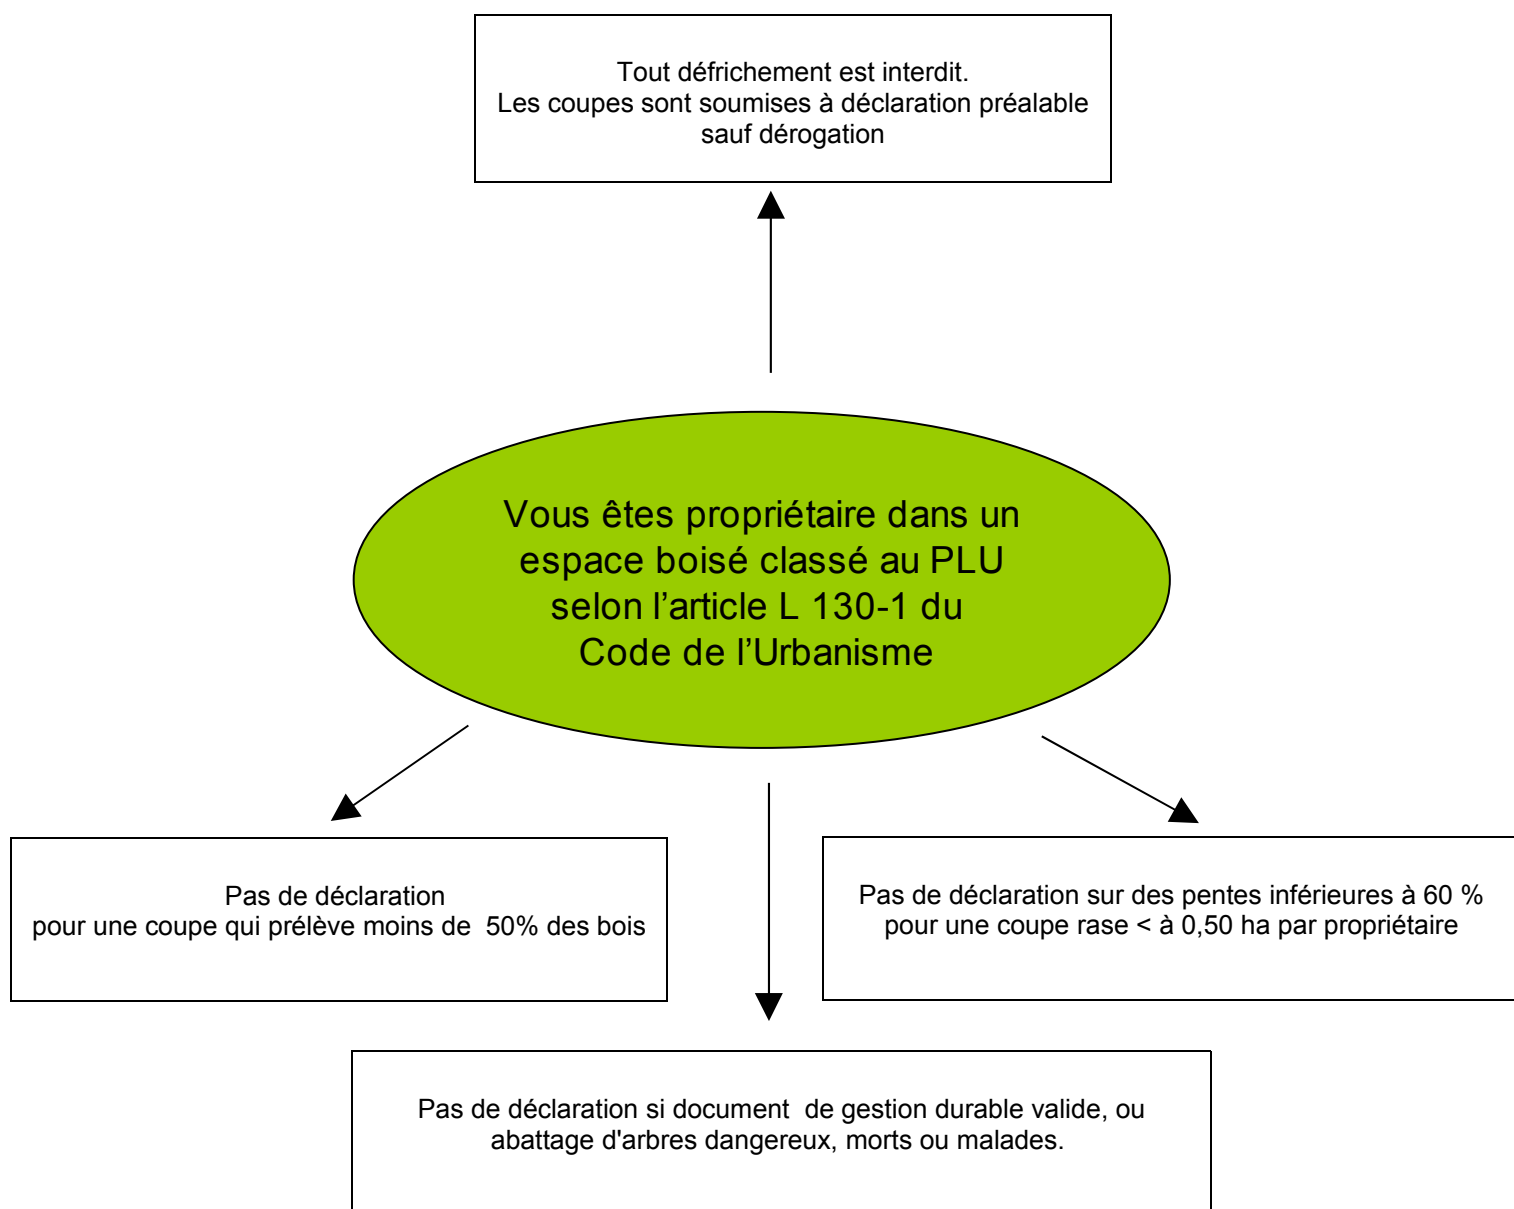 Tout défrichement est interdit.
Les coupes sont soumises à déclaration préalable
sauf dérogation
Vous êtes propriétaire dans un
espace boisé classé au PLU
selon l’article L 130-1 du
Code de l’Urbanisme
Pas de déclaration
pour une coupe qui prélève moins de  50% des bois
Pas de déclaration sur des pentes inférieures à 60 %
pour une coupe rase < à 0,50 ha par propriétaire
Pas de déclaration si document  de gestion durable valide, ou
abattage d'arbres dangereux, morts ou malades.